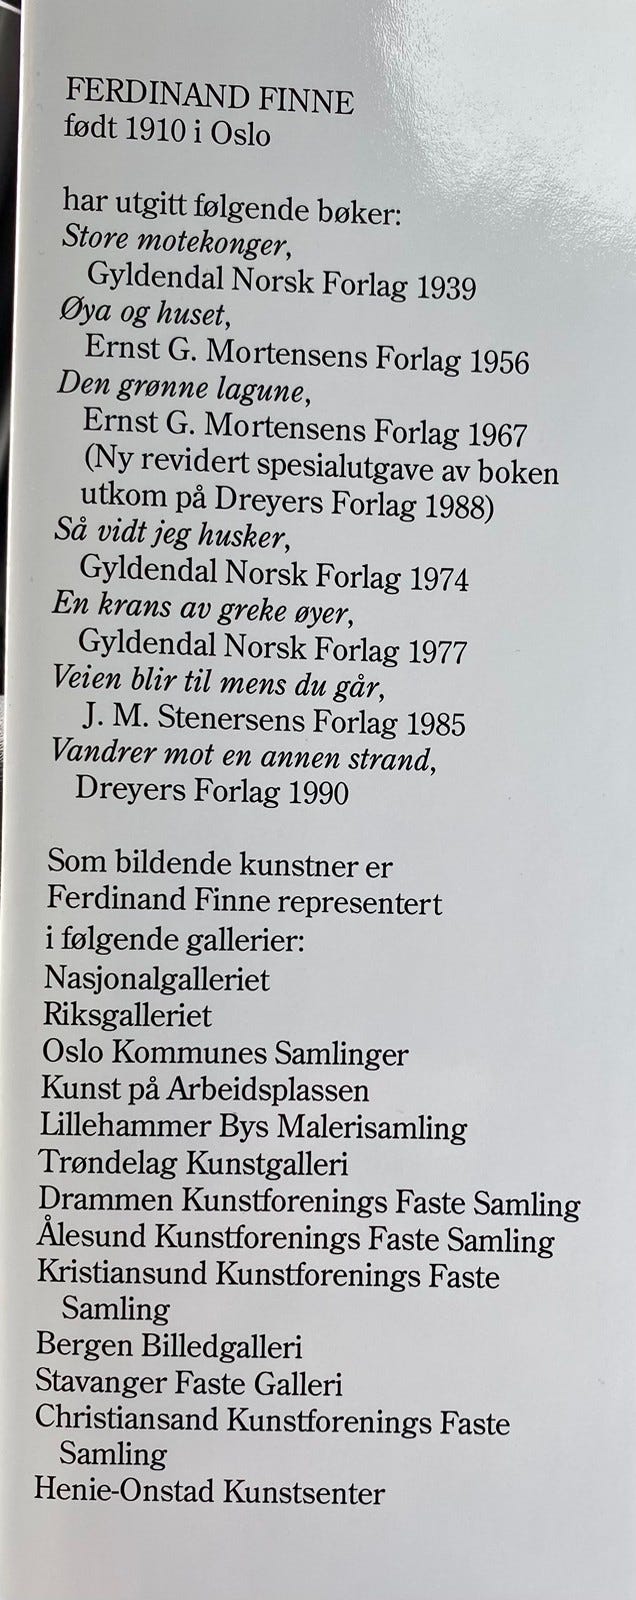 FERDINAND FINNE
født 1910 i Oslo
har utgitt følgende bøker:
Store motekonger,
Gyldendal Norsk Forlag 1939
Øya og huset,
Ernst G. Mortensens Forlag 1956
Den grønne lagune,
Ernst G. Mortensens Forlag 1967
(Ny revidert spesialutgave av boken
utkom på Dreyers Forlag 1988)
Så vidt jeg husker,
Gyldendal Norsk Forlag 1974
En krans av greke øyer,
Gyldendal Norsk Forlag 1977
Veien blir til mens du går,
J. M. Stenersens Forlag 1985
Vandrer mot en annen strand,
Dreyers Forlag 1990
Som bildende kunstner er
Ferdinand Finne representert
i følgende gallerier:
Nasjonalgalleriet
Riksgalleriet
Oslo Kommunes Samlinger
Kunst på Arbeidsplassen
Lillehammer Bys Malerisamling
Trøndelag Kunstgalleri
Drammen Kunstforenings Faste Samling
Ålesund Kunstforenings Faste Samling
Kristiansund Kunstforenings Faste
Samling
Bergen Billedgalleri
Stavanger Faste Galleri
Christiansand Kunstforenings Faste
Samling
Henie-Onstad Kunstsenter